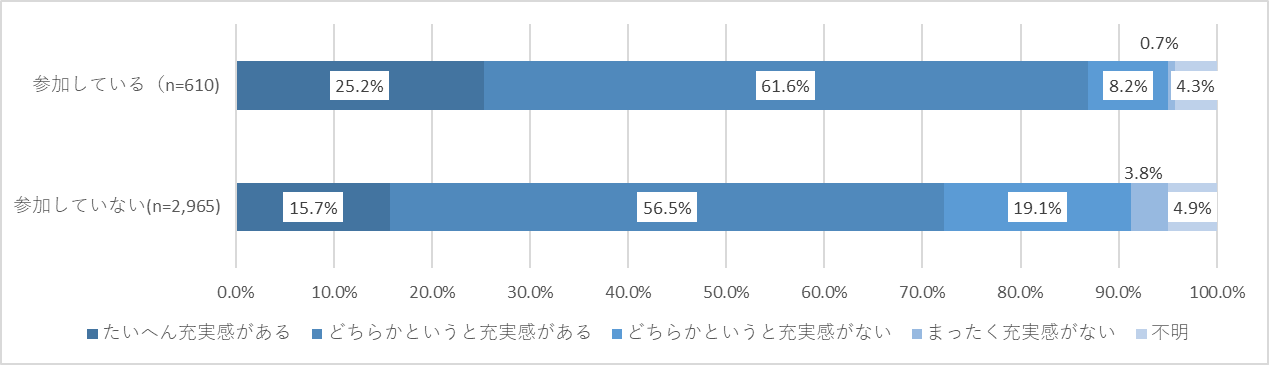 0.7%
参加している（n=610)
25.2%
61.6%
8.2%
4.3%
3.8%
参加していない(n=2,965)
15.7%
56.5%
19.1%
4.9%
0.0% 10.0% 20.0% 30.0% 40.0% 50.0% 60.0% 70.0% 80.0% 90.0% 100.0%
たいへん充実感がある どちらかというと充実感がある どちらかというと充実感がない まったく充実感がない 不明